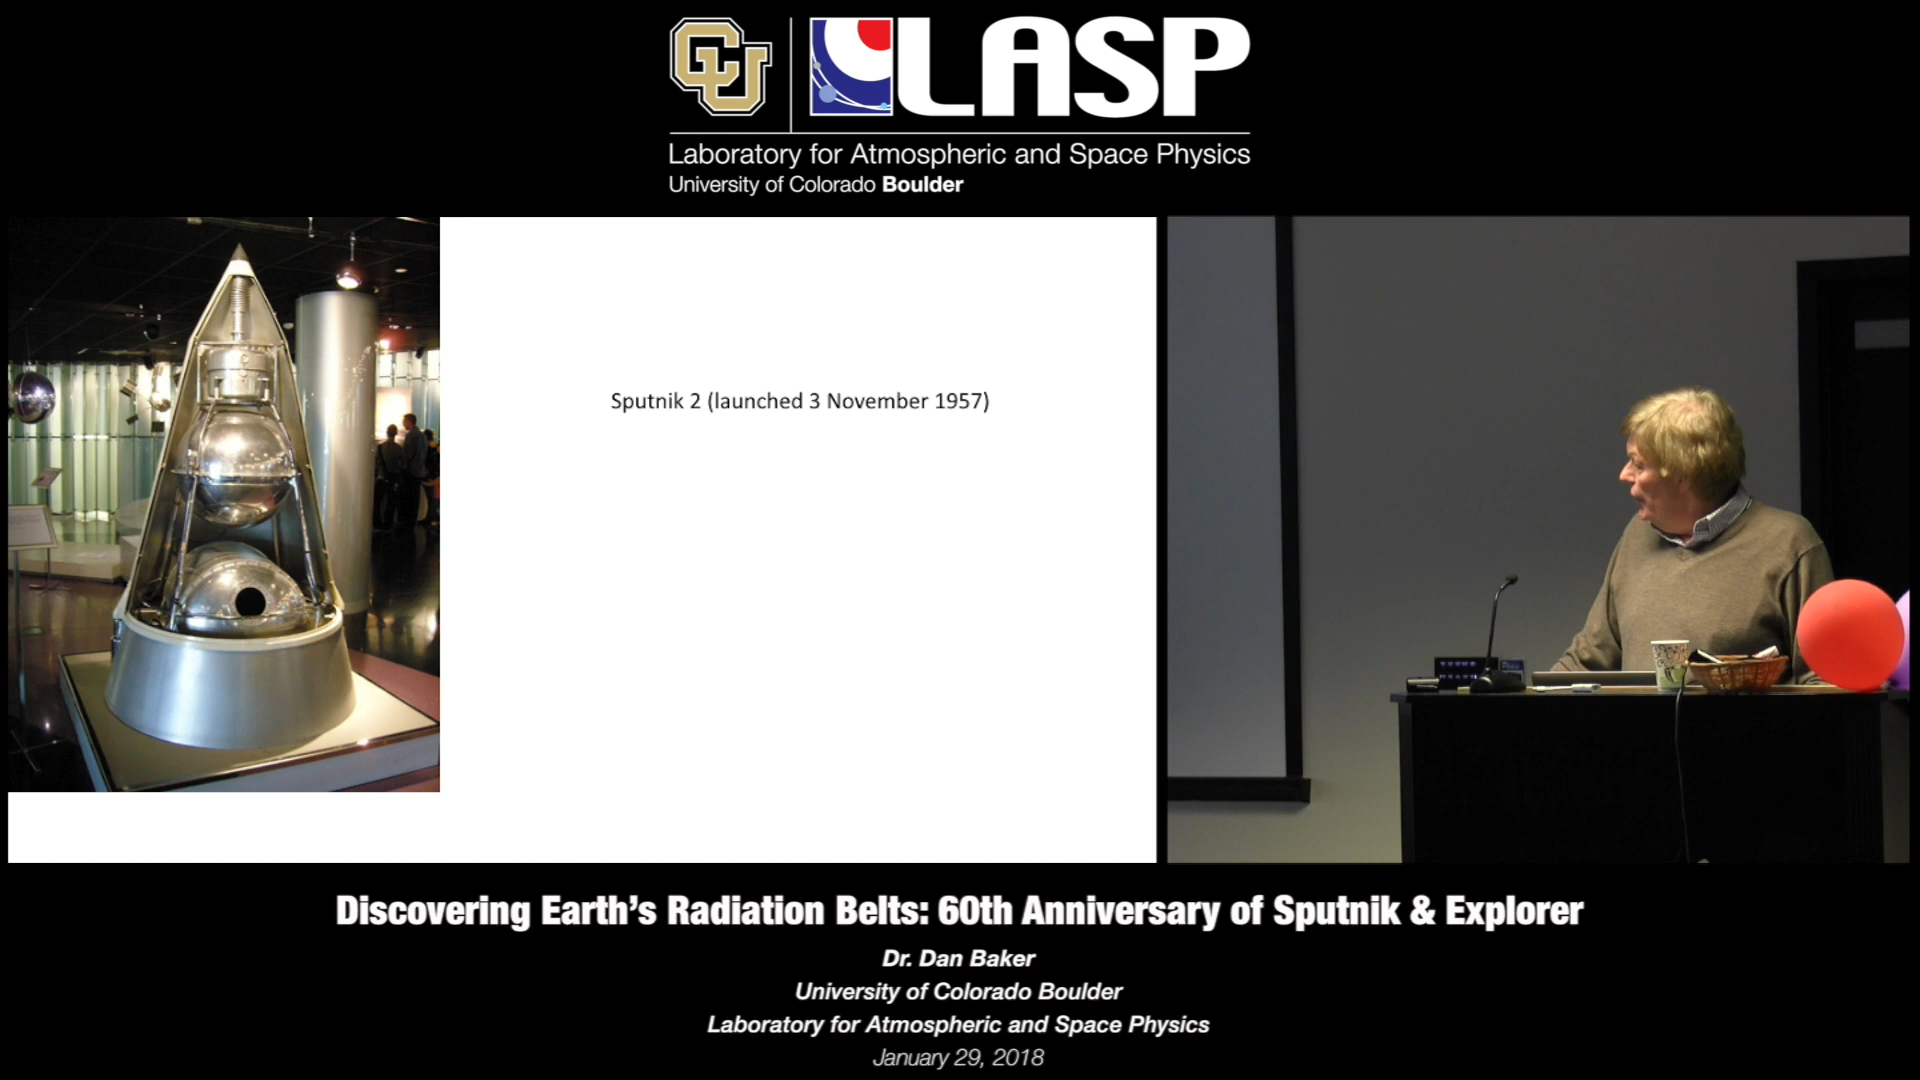 CU
LASP
Laboratory for Atmospheric and Space Physics
University of Colorado Boulder
Sputnik 2 (launched 3 November 1957)
Discovering Earth's Radiation Belts: 60th Anniversary of Sputnik & Explorer
Dr. Dan Baker
University of Colorado Boulder
Laboratory for Atmospheric and Space Physics
January 29, 2018